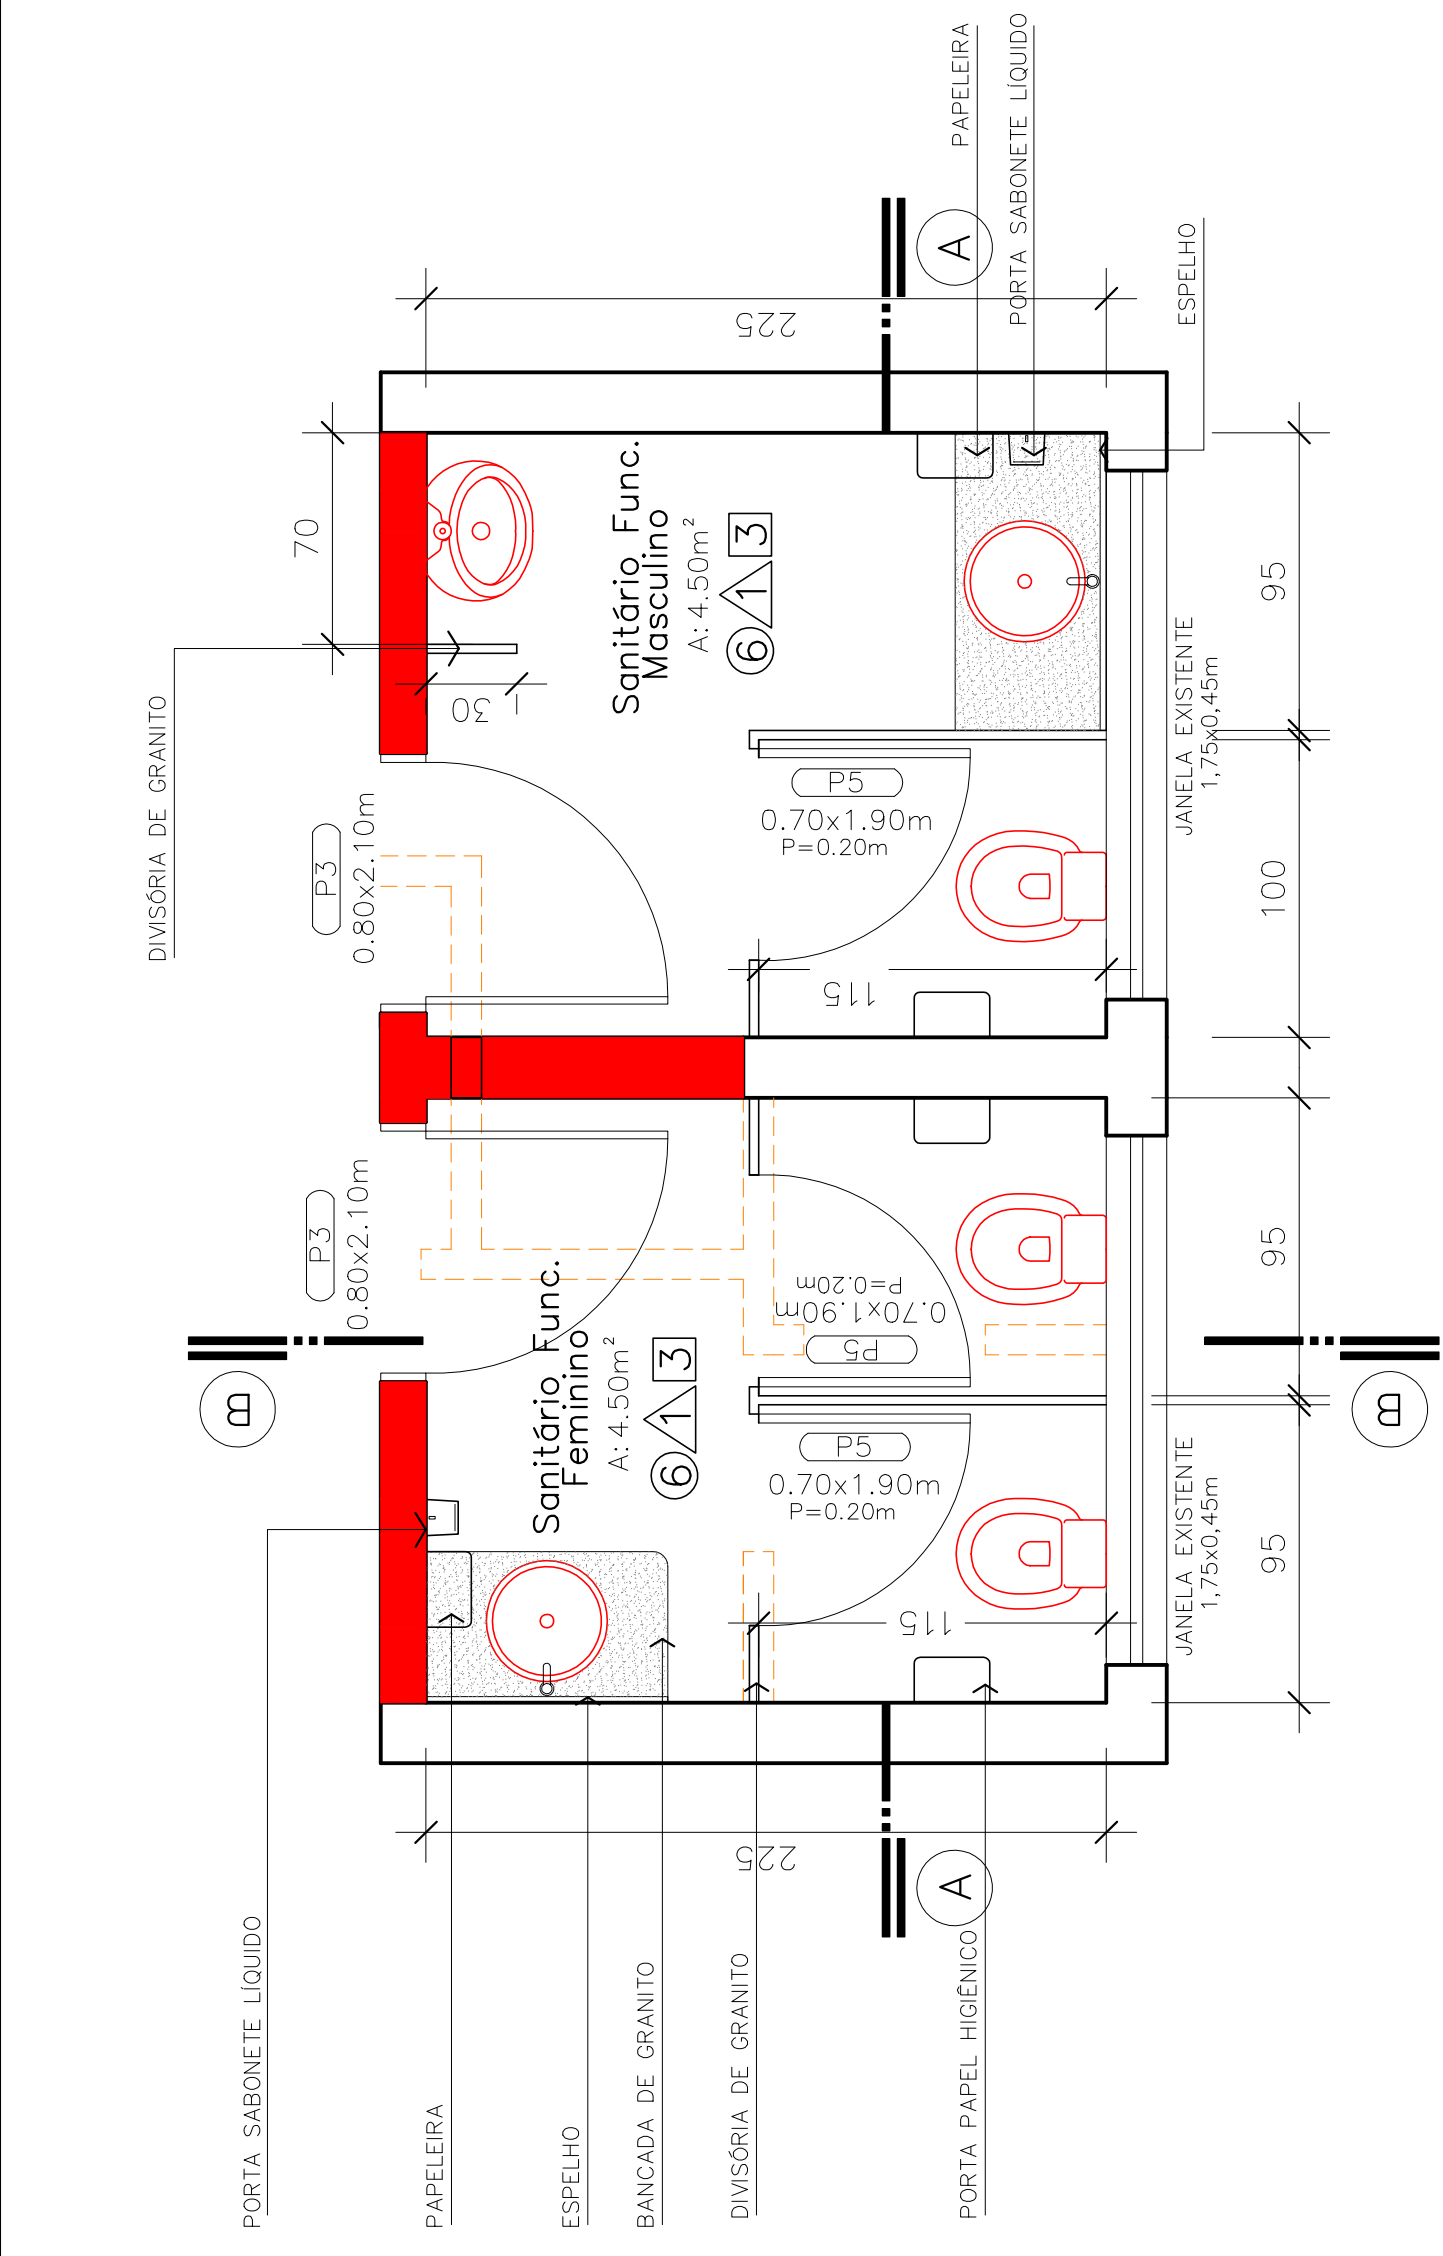 DIVISÓRIA DE GRANITO
70
30
225
A
PAPELEIRA
PORTA SABONETE LÍQUIDO
ESPELHO
P3
0.80x2.10m
Sanitário Func.
Masculino
A: 4.50m²
6 1 3
P5
0.70x1.90m
P=0.20m
115
JANELA EXISTENTE
1,75x0,45m
95
100
95
95
P3
0.80x2.10m
B
Sanitário Func.
Feminino
A: 4.50m²
6 1 3
P5
0.70x1.90m
P=0.20m
P5
0.70x1.90m
P=0.20m
115
JANELA EXISTENTE
1,75x0,45m
B
225
A
PORTA SABONETE LÍQUIDO
PAPELEIRA
ESPELHO
BANCADA DE GRANITO
DIVISÓRIA DE GRANITO
PORTA PAPEL HIGIÊNICO